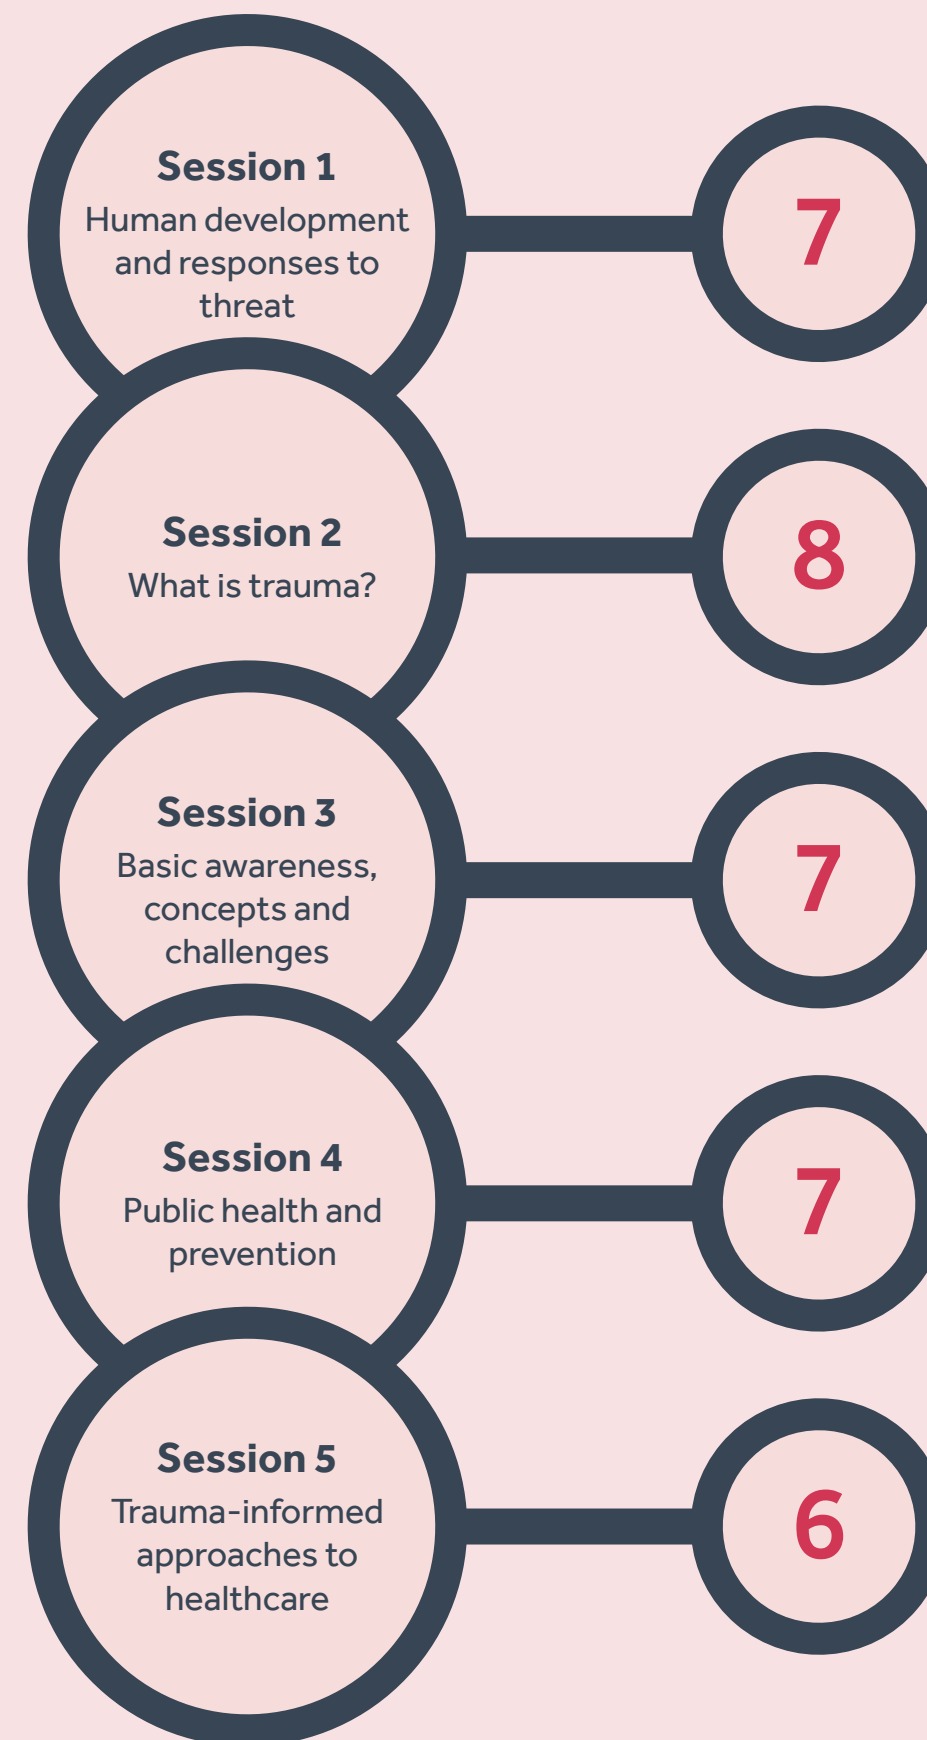 Session 1
Human development
and responses to
threat
7
Session 2
What is trauma?
8
Session 3
Basic awareness,
concepts and
challenges
7
Session 4
Public health and
prevention
7
Session 5
Trauma-informed
approaches to
healthcare
6